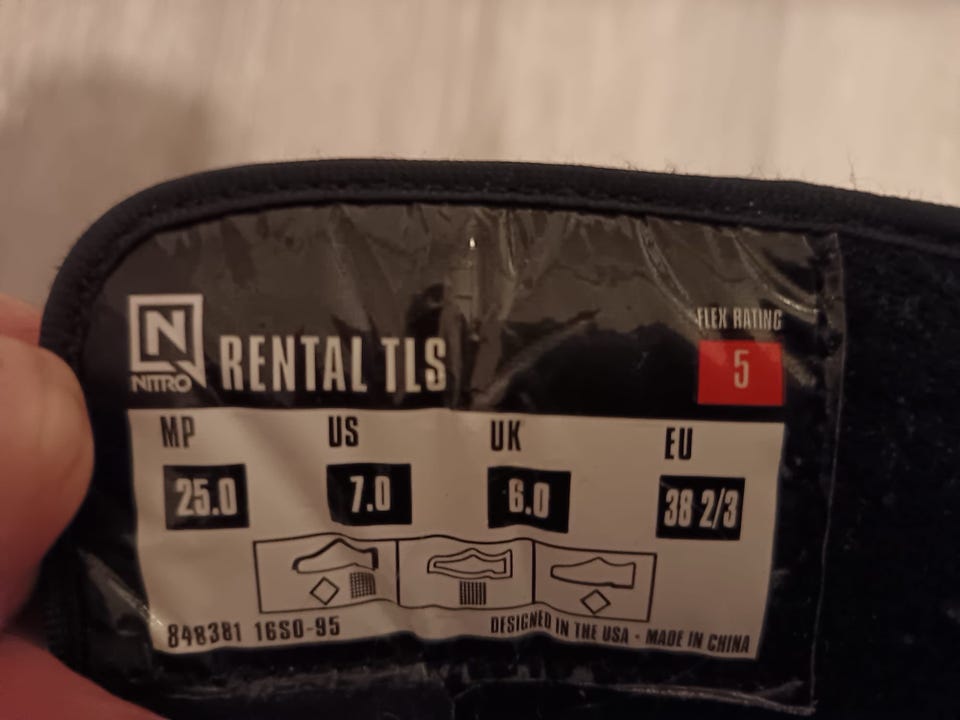 N
NITRO
RENTAL TLS
FLEX RATING
5
MP US UK EU
25.0 7.0 6.0 38 2/3
848381 16S0-95
DESIGNED IN THE USA - MADE IN CHINA